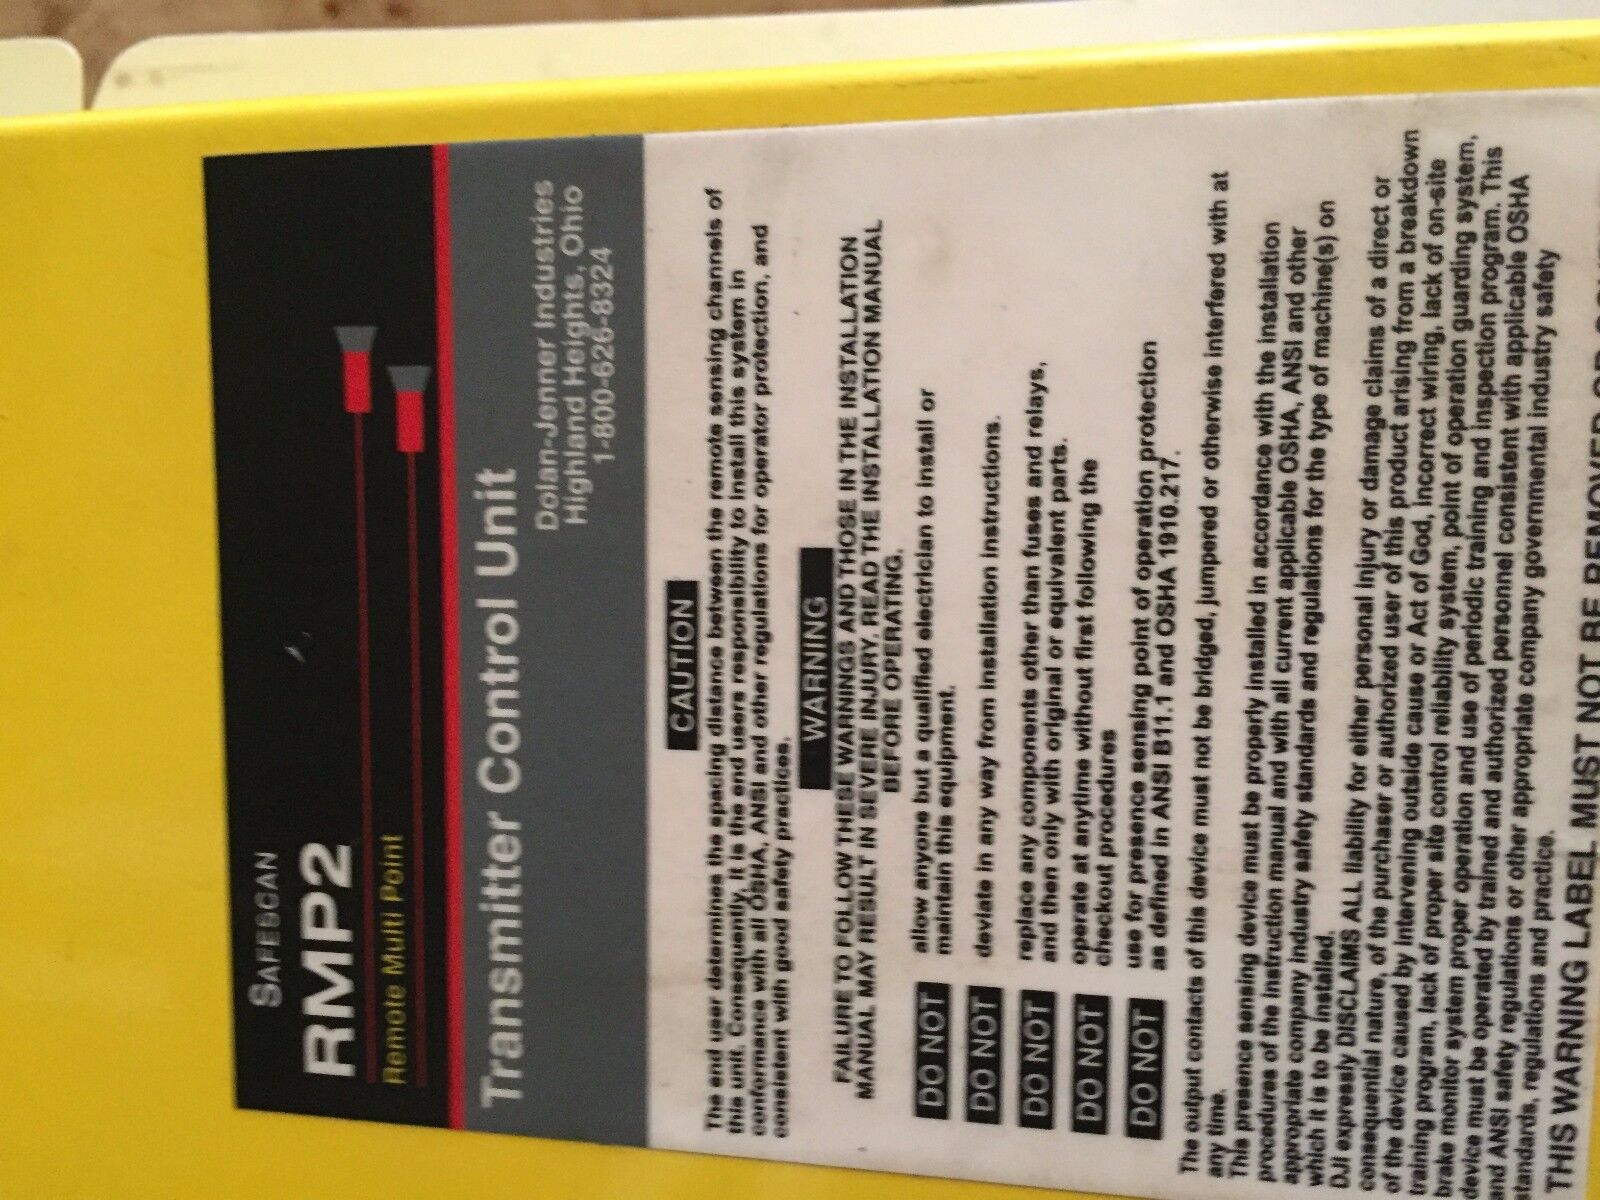 SAFESCAN
RMP2
Remote Multi Point
Transmitter Control Unit
Dolan-Jenner Industries
Highland Heights, Ohio
1-800-626-8324
CAUTION
The end user determines the spacing distance between the remote sensing channels of
this unit. Consequently, it is the end users responsibility to install this system in
conformance with all OSHA, ANSI and other regulations for operator protection, and
consistent with good safety practices.
WARNING
FAILURE TO FOLLOW THESE WARNINGS AND THOSE IN THE INSTALLATION
MANUAL MAY RESULT IN SEVERE INJURY. READ THE INSTALLATION MANUAL
BEFORE OPERATING.
DO NOT allow anyone but a qualified electrician to install or
maintain this equipment.
DO NOT deviate in any way from installation instructions.
DO NOT replace any components other than fuses and relays,
and then only with original or equivalent parts.
DO NOT operate at anytime without first following the
checkout procedures
DO NOT use for presence sensing point of operation protection
as defined in ANSI B11.1 and OSHA 1910.217.
The output contacts of this device must not be bridged, jumpered or otherwise interfered with at
any time.
This presence sensing device must be properly installed in accordance with the installation
procedures of the instruction manual and with all current applicable OSHA, ANSI and other
appropriate company industry safety standards and regulations for the type of machine(s) on
which it is to be installed.
DJI expressly DISCLAIMS ALL liability for either personal injury or damage claims of a direct or
consequential nature, of the purchaser or authorized user of this product arising from a breakdown
of the device caused by intervening outside cause or Act of God, incorrect wiring, lack of on-site
training program, lack of proper site control reliability system, point of operation guarding system,
brake monitor system proper operation and use of periodic training and inspection program. This
device must be operated by trained and authorized personnel consistent with applicable OSHA
and ANSI safety regulations or other appropriate company governmental industry safety
tandards, regulations and practice.
THIS WARNING LABEL MUST NOT BE REMOVED OR